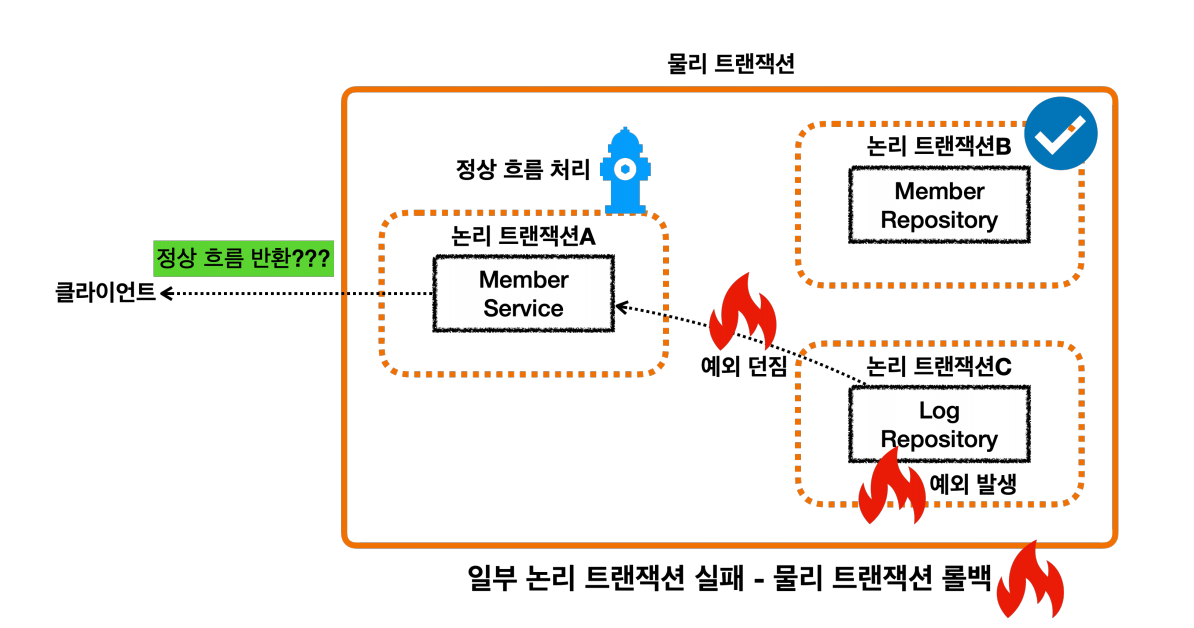 물리 트랜잭션
정상 흐름 처리
논리 트랜잭션B
Member
Repository
논리 트랜잭션A
Member
Service
정상 흐름 반환???
클라이언트
예외 던짐
논리 트랜잭션C
Log
Repository
예외 발생
일부 논리 트랜잭션 실패 - 물리 트랜잭션 롤백